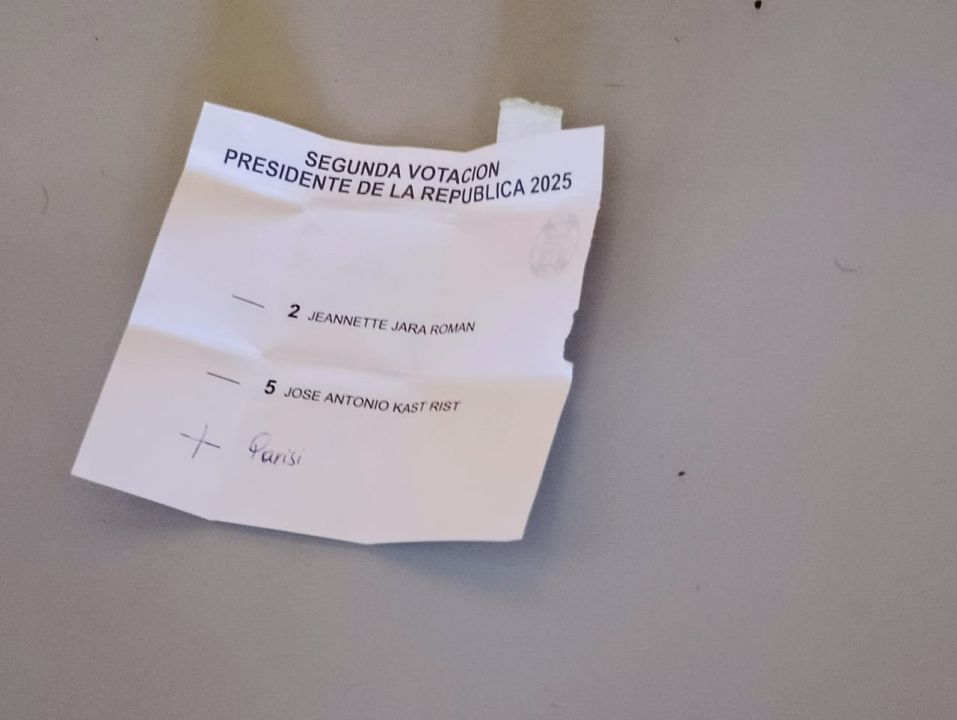 SEGUNDA VOTACION
PRESIDENTE DE LA REPUBLICA 2025
— 2 JEANNETTE JARA ROMAN
— 5 JOSE ANTONIO KAST RIST
+ Parisi